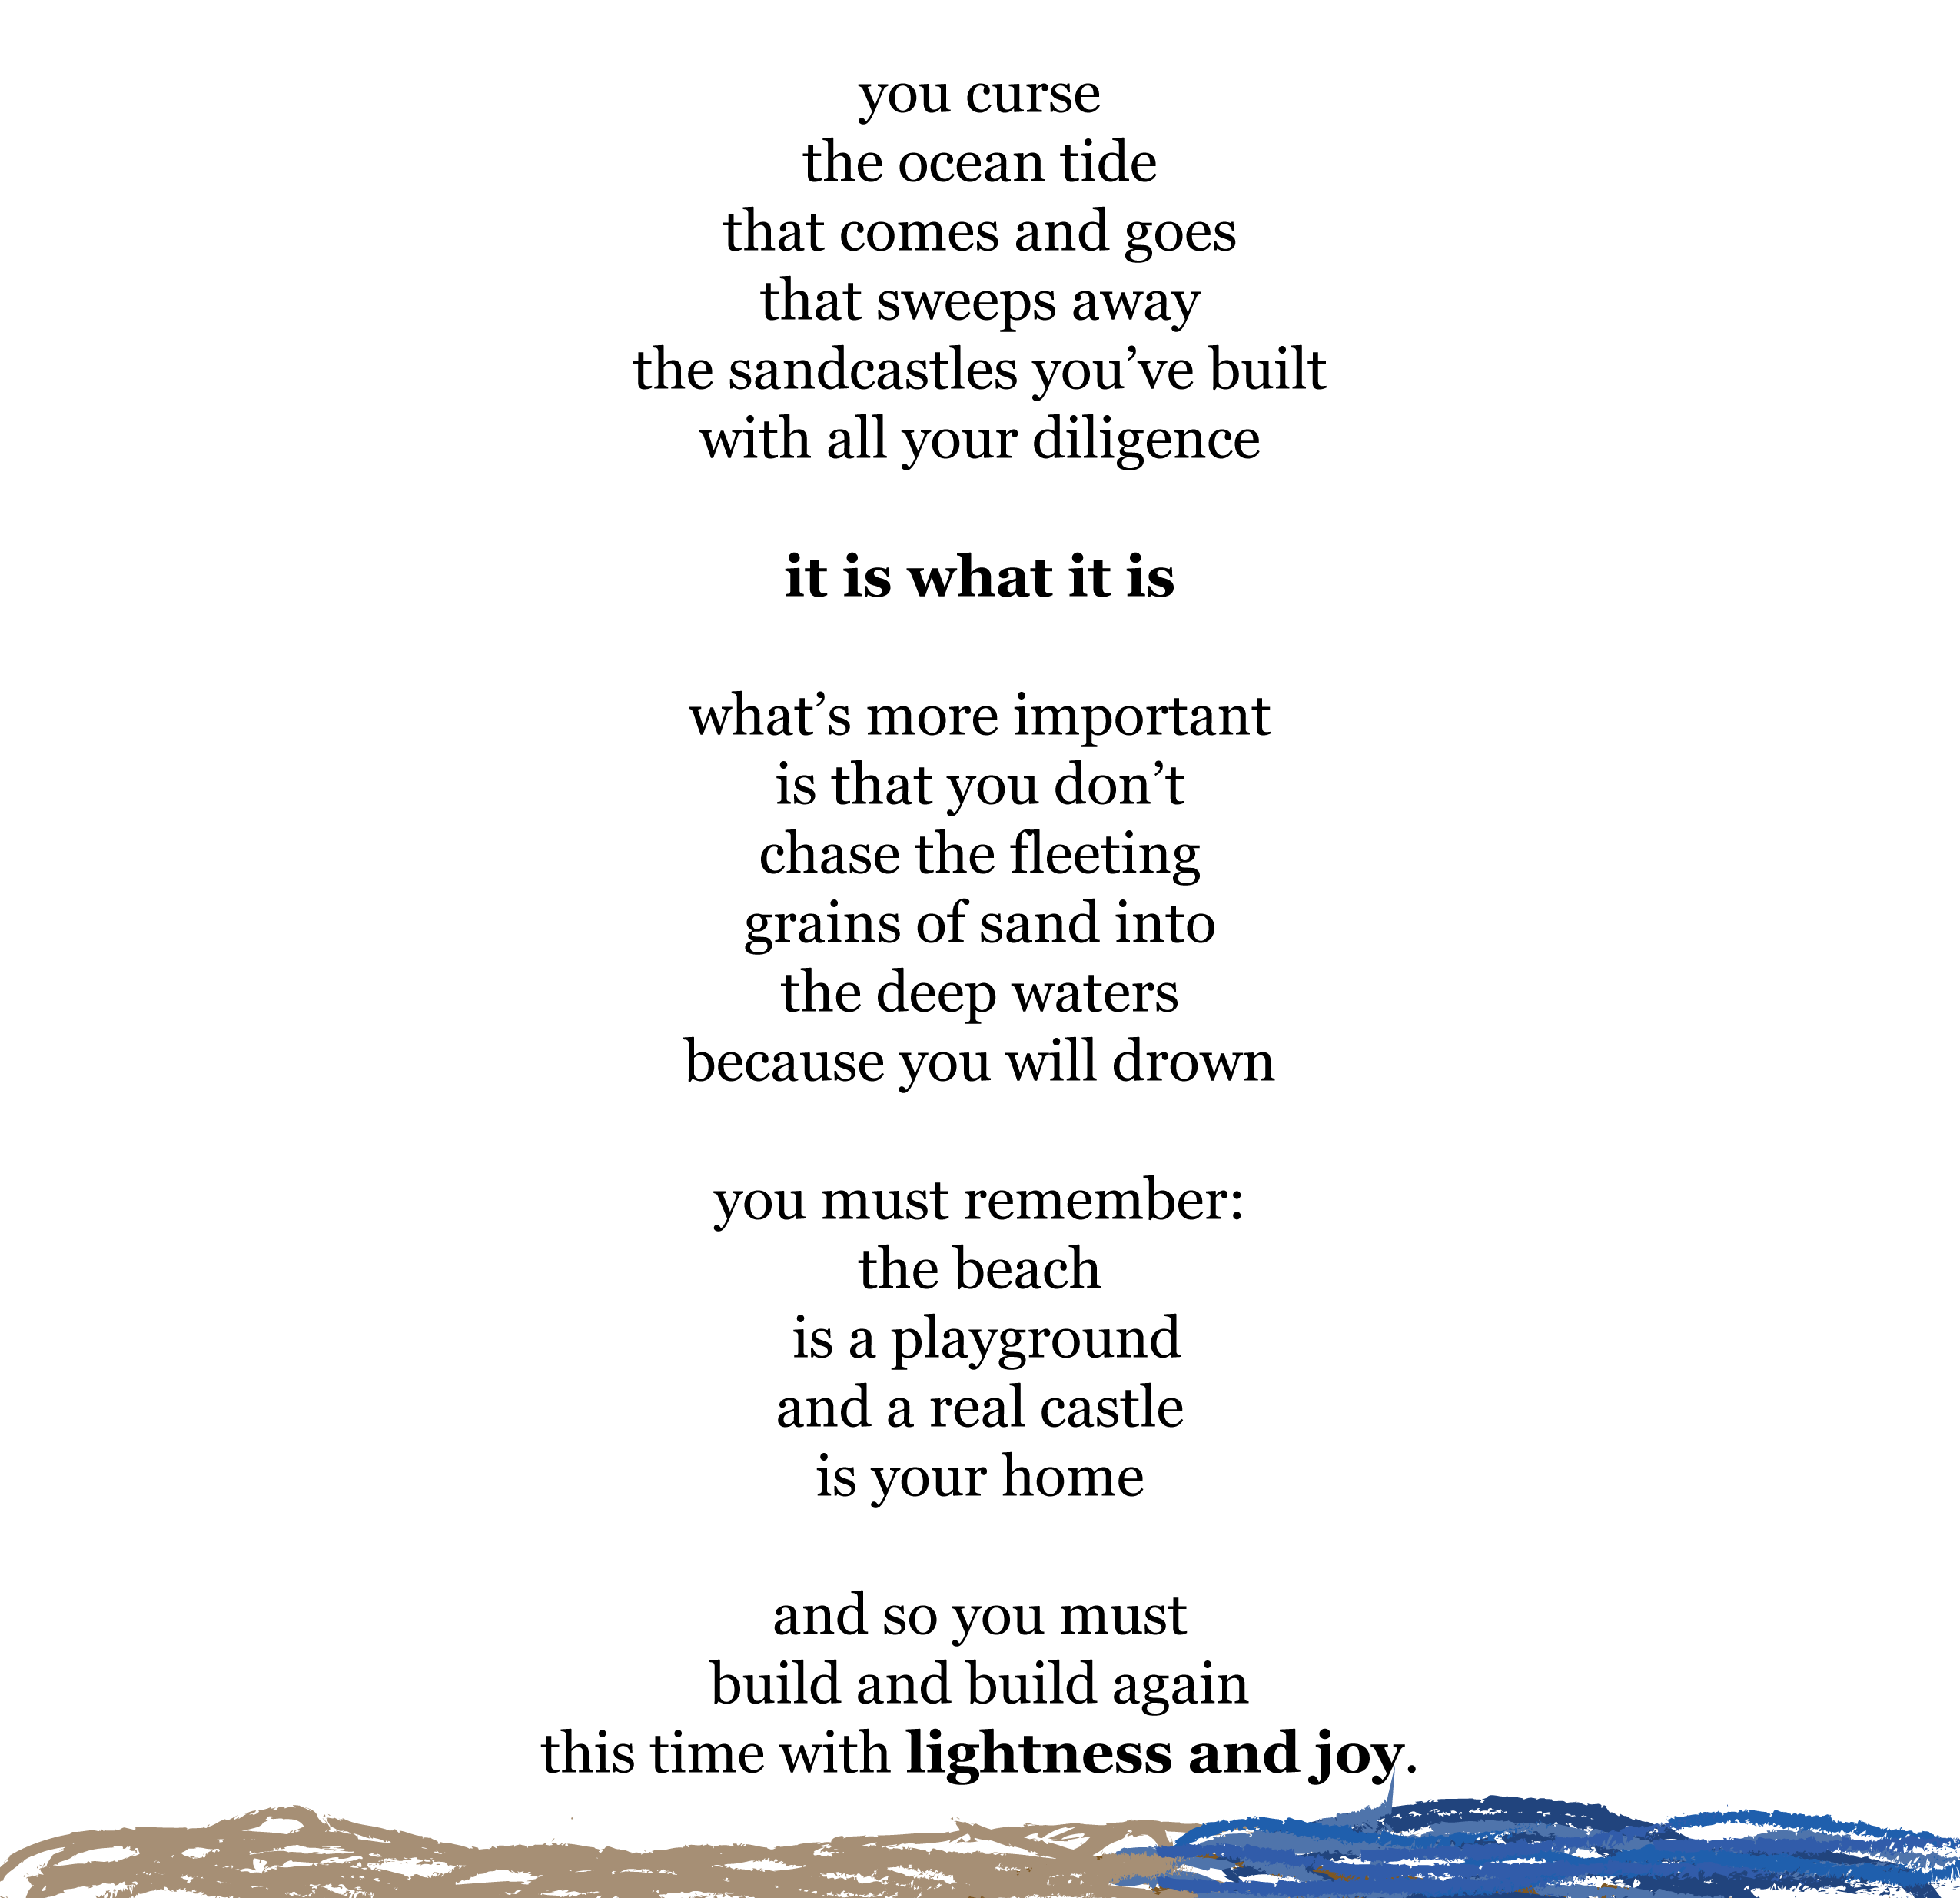 you curse
the ocean tide
that comes and goes
that sweeps away
the sandcastles you’ve built
with all your diligence
it is what it is
what’s more important
is that you don’t
chase the fleeting
grains of sand into
the deep waters
because you will drown
you must remember:
the beach
is a playground
and a real castle
is your home
and so you must
build and build again
this time with lightness and joy.